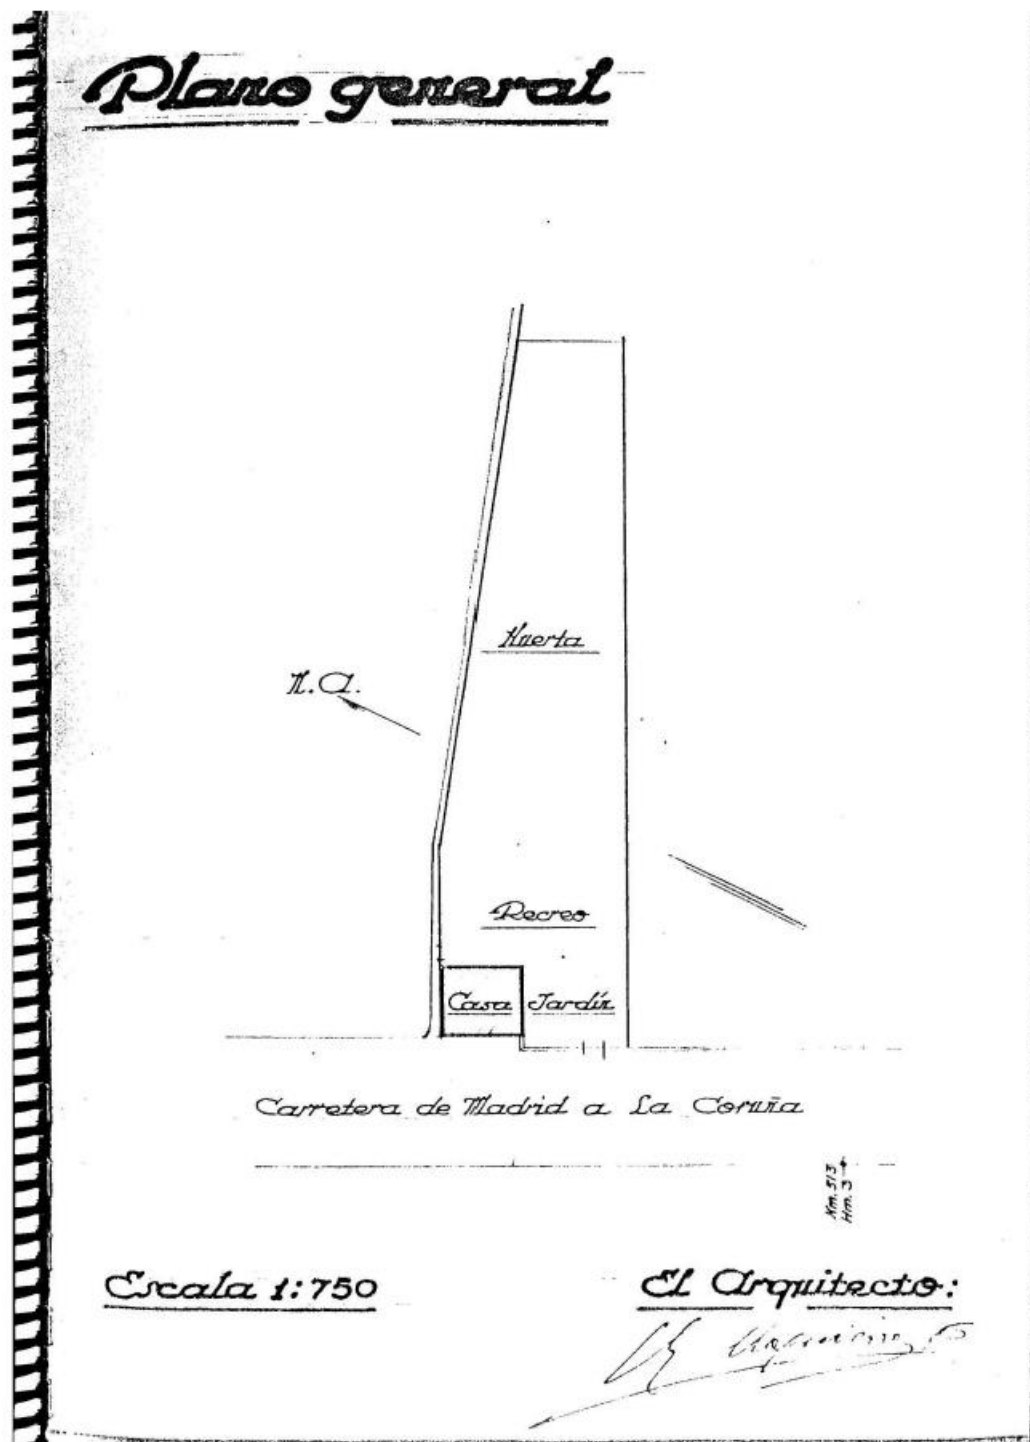 Plano general
Huerta
N.A.
Recreo
Casa
Jardín
Carretera de Madrid a La Coruña
Km. 513
Hm. 3
Escala 1:750
El Arquitecto: